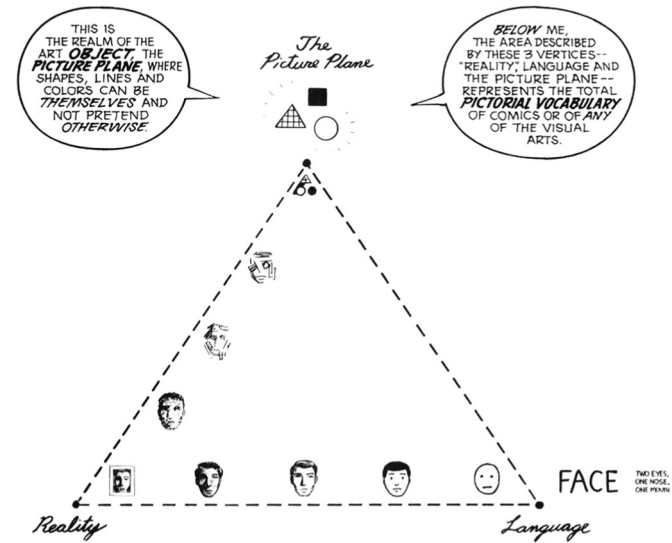 THIS IS
THE REALM OF THE
ART OBJECT, THE
PICTURE PLANE, WHERE
SHAPES, LINES AND
COLORS CAN BE
THEMSELVES AND
NOT PRETEND
OTHERWISE.
The
Picture Plane
BELOW ME,
THE AREA DESCRIBED
BY THESE 3 VERTICES--
"REALITY," LANGUAGE AND
THE PICTURE PLANE--
REPRESENTS THE TOTAL
PICTORIAL VOCABULARY
OF COMICS OR OF ANY
OF THE VISUAL
ARTS.
FACE
TWO EYES,
ONE NOSE,
ONE MOUTH
Reality
Language